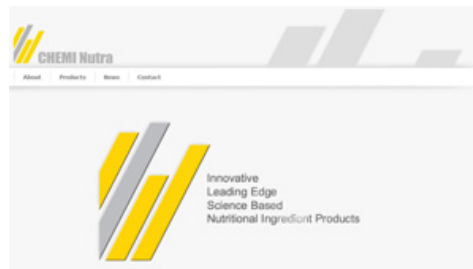 CHEMI Nutra
About Products News Contact
Innovative
Leading Edge
Science Based
Nutritional Ingredient Products